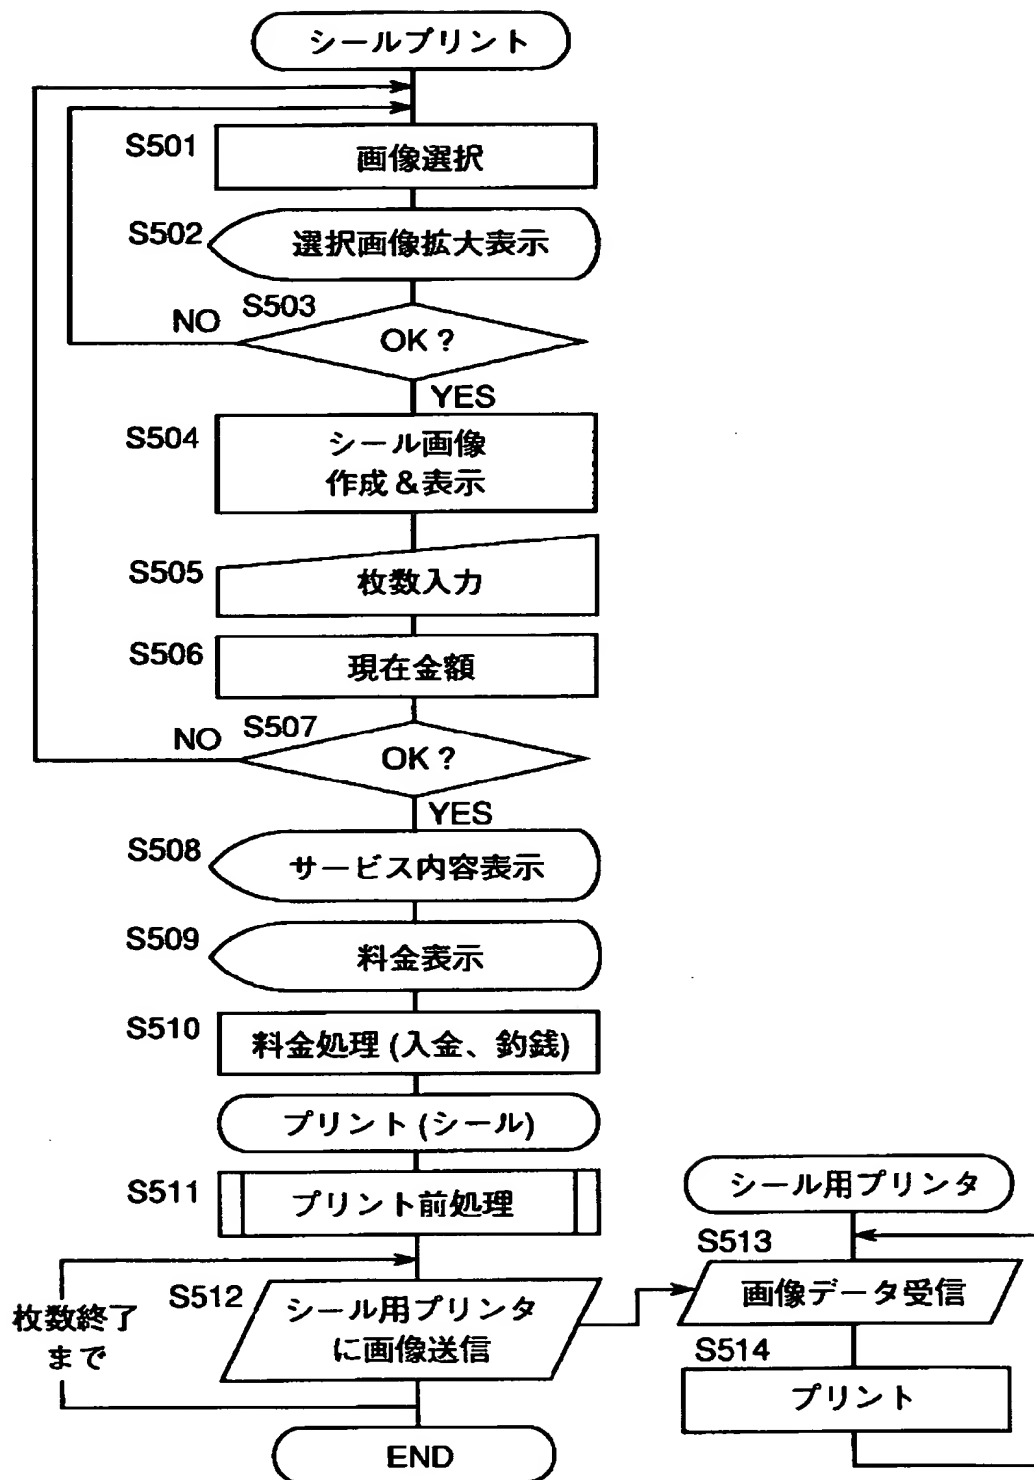 シールプリント
S501
画像選択
S502
選択画像拡大表示
S503
NO
OK ?
YES
S504
シール画像
作成&表示
S505
枚数入力
S506
現在金額
S507
NO
OK ?
YES
S508
サービス内容表示
S509
料金表示
S510
料金処理 (入金、釣銭)
プリント (シール)
S511
プリント前処理
S512
シール用プリンタ
に画像送信
枚数終了
まで
END
シール用プリンタ
S513
画像データ受信
S514
プリント